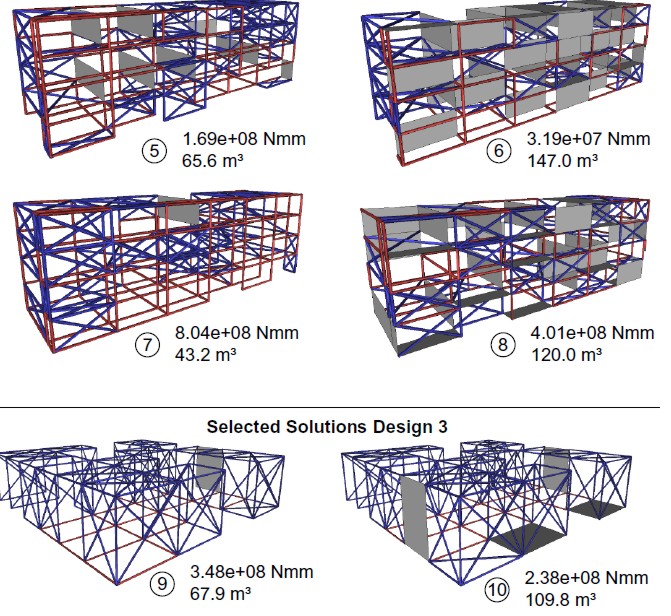 5 1.69e+08 Nmm
65.6 m³
6 3.19e+07 Nmm
147.0 m³
7 8.04e+08 Nmm
43.2 m³
8 4.01e+08 Nmm
120.0 m³
Selected Solutions Design 3
9 3.48e+08 Nmm
67.9 m³
10 2.38e+08 Nmm
109.8 m³